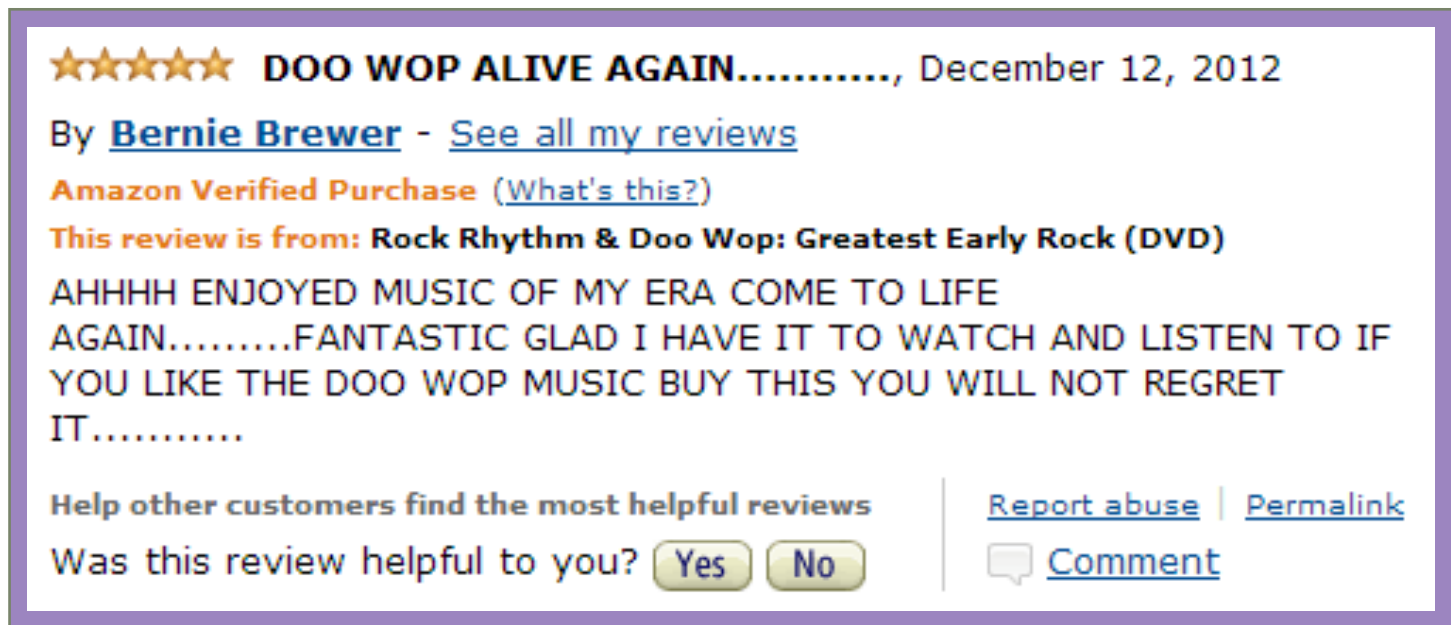 DOO WOP ALIVE AGAIN..........., December 12, 2012
By Bernie Brewer - See all my reviews
Amazon Verified Purchase (What's this?)
This review is from: Rock Rhythm & Doo Wop: Greatest Early Rock (DVD)
AHHHH ENJOYED MUSIC OF MY ERA COME TO LIFE
AGAIN.........FANTASTIC GLAD I HAVE IT TO WATCH AND LISTEN TO IF
YOU LIKE THE DOO WOP MUSIC BUY THIS YOU WILL NOT REGRET
IT...........
Help other customers find the most helpful reviews
Was this review helpful to you? Yes No
Report abuse | Permalink
Comment